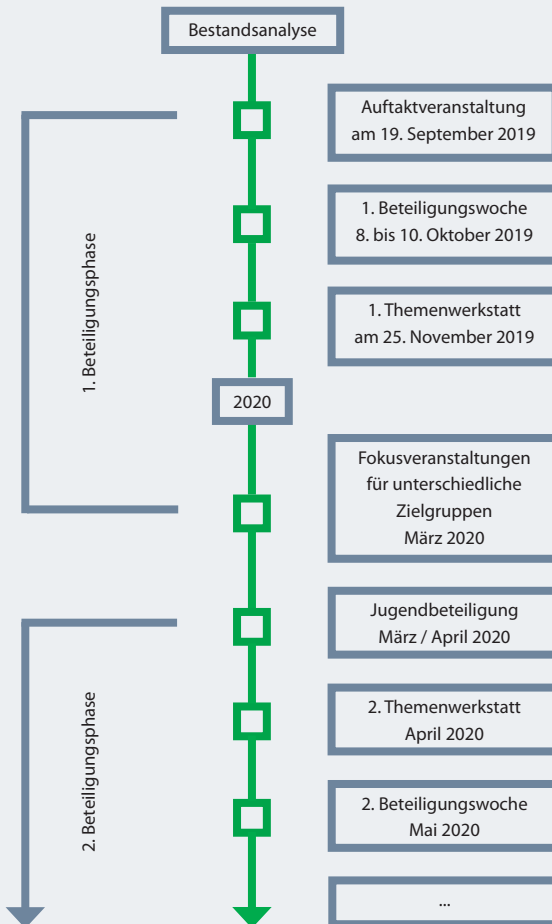 Bestandsanalyse
1. Beteiligungsphase
Auftaktveranstaltung
am 19. September 2019
1. Beteiligungswoche
8. bis 10. Oktober 2019
1. Themenwerkstatt
am 25. November 2019
2020
Fokusveranstaltungen
für unterschiedliche
Zielgruppen
März 2020
2. Beteiligungsphase
Jugendbeteiligung
März / April 2020
2. Themenwerkstatt
April 2020
2. Beteiligungswoche
Mai 2020
...